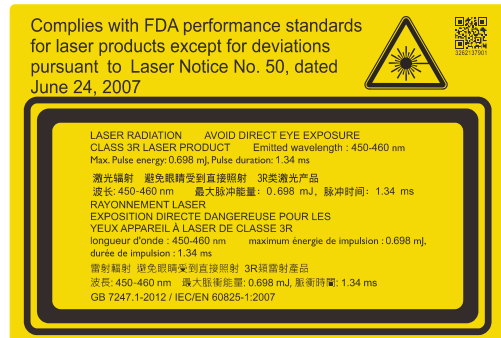 Complies with FDA performance standards
for laser products except for deviations
pursuant to Laser Notice No. 50, dated
June 24, 2007
3262137901
LASER RADIATION AVOID DIRECT EYE EXPOSURE
CLASS 3R LASER PRODUCT Emitted wavelength : 450-460 nm
Max. Pulse energy: 0.698 mJ, Pulse duration: 1.34 ms
激光辐射 避免眼睛受到直接照射 3R类激光产品
波长: 450-460 nm 最大脉冲能量: 0.698 mJ, 脉冲时间: 1.34 ms
RAYONNEMENT LASER
EXPOSITION DIRECTE DANGEREUSE POUR LES
YEUX APPAREIL À LASER DE CLASSE 3R
longueur d'onde : 450-460 nm maximum énergie de impulsion : 0.698 mJ,
durée de impulsion : 1.34 ms
雷射輻射 避免眼睛受到直接照射 3R類雷射產品
波長: 450-460 nm 最大脈衝能量: 0.698 mJ, 脈衝時間: 1.34 ms
GB 7247.1-2012 / IEC/EN 60825-1:2007